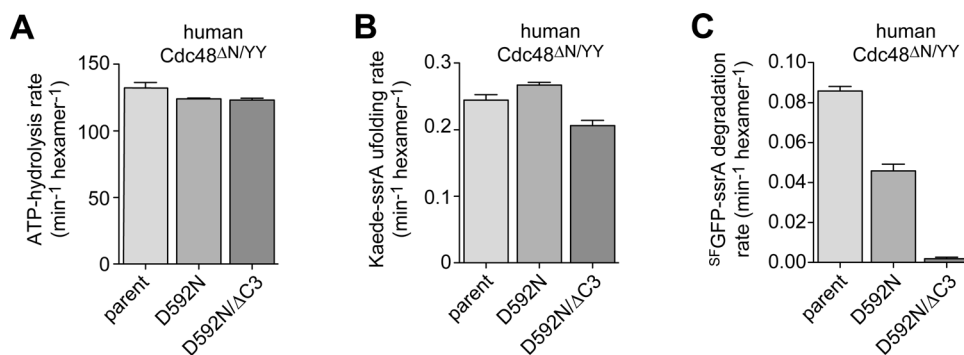 A
human
Cdc48ΔN/YY
ATP-hydrolysis rate
(min-1 hexamer-1)
150
100
50
0
parent
D592N
D592N/ΔC3
B
human
Cdc48ΔN/YY
Kaede-ssrA ufolding rate
(min-1 hexamer-1)
0.3
0.2
0.1
0
parent
D592N
D592N/ΔC3
C
human
Cdc48ΔN/YY
SFGFP-ssrA degradation
rate (min-1 hexamer-1)
0.10
0.08
0.06
0.04
0.02
0.00
parent
D592N
D592N/ΔC3